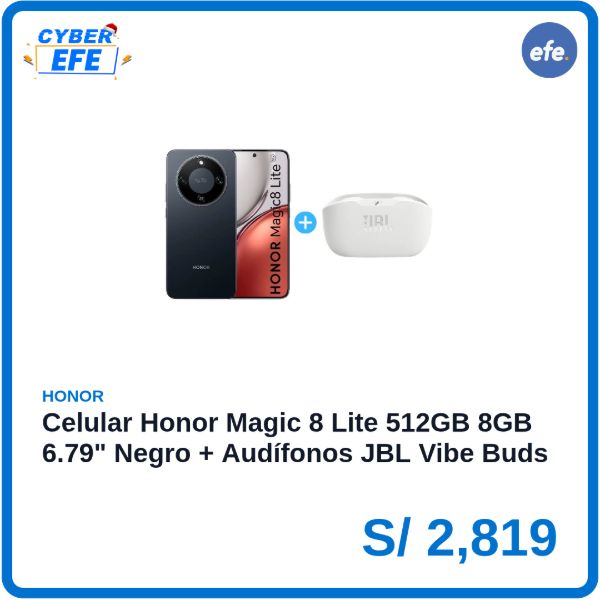 CYBER
EFE
efe.
HONOR Magic8 Lite
HONOR
JBL
HONOR
Celular Honor Magic 8 Lite 512GB 8GB
6.79" Negro + Audífonos JBL Vibe Buds
S/ 2,819